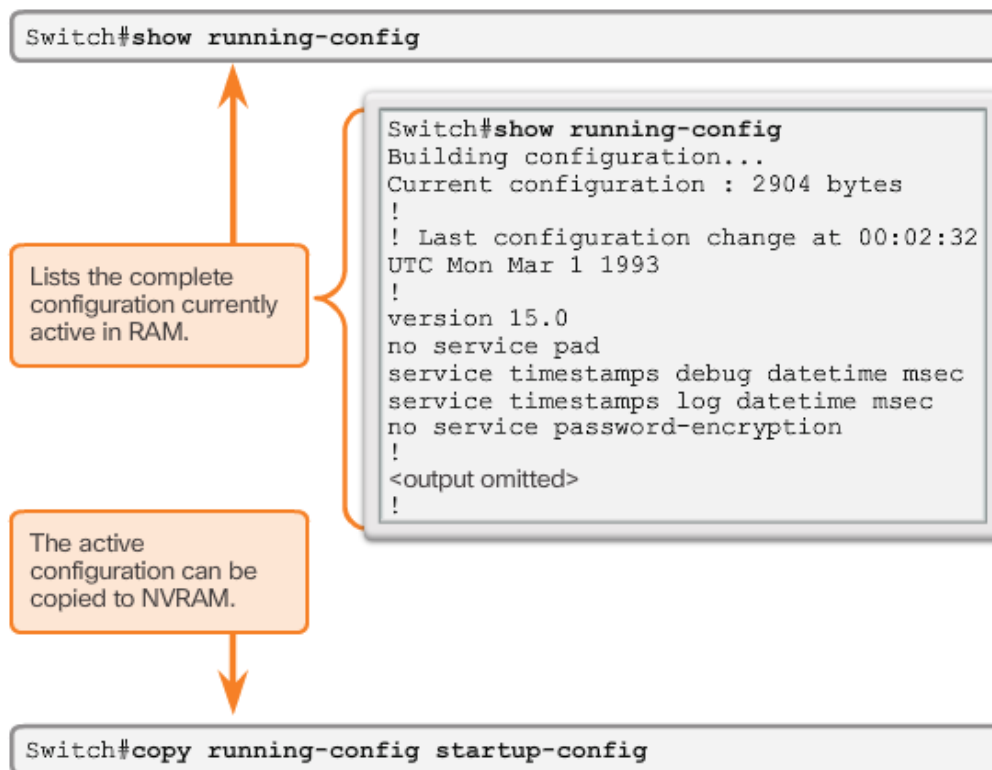 Switch#show running-config
Switch#show running-config
Building configuration...
Current configuration : 2904 bytes
!
! Last configuration change at 00:02:32
UTC Mon Mar 1 1993
!
version 15.0
no service pad
service timestamps debug datetime msec
service timestamps log datetime msec
no service password-encryption
!
<output omitted>
!
Lists the complete
configuration currently
active in RAM.
The active
configuration can be
copied to NVRAM.
Switch#copy running-config startup-config